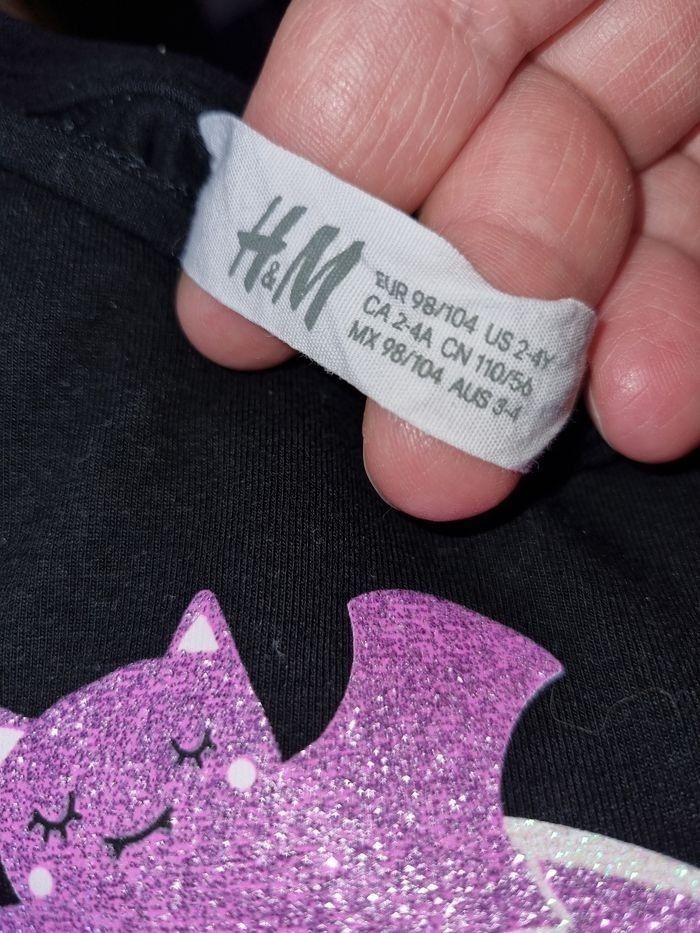 H&M
EUR 98/104 US 2-4Y
CA 2-4A CN 110/56
MX 98/104 AUS 3-4